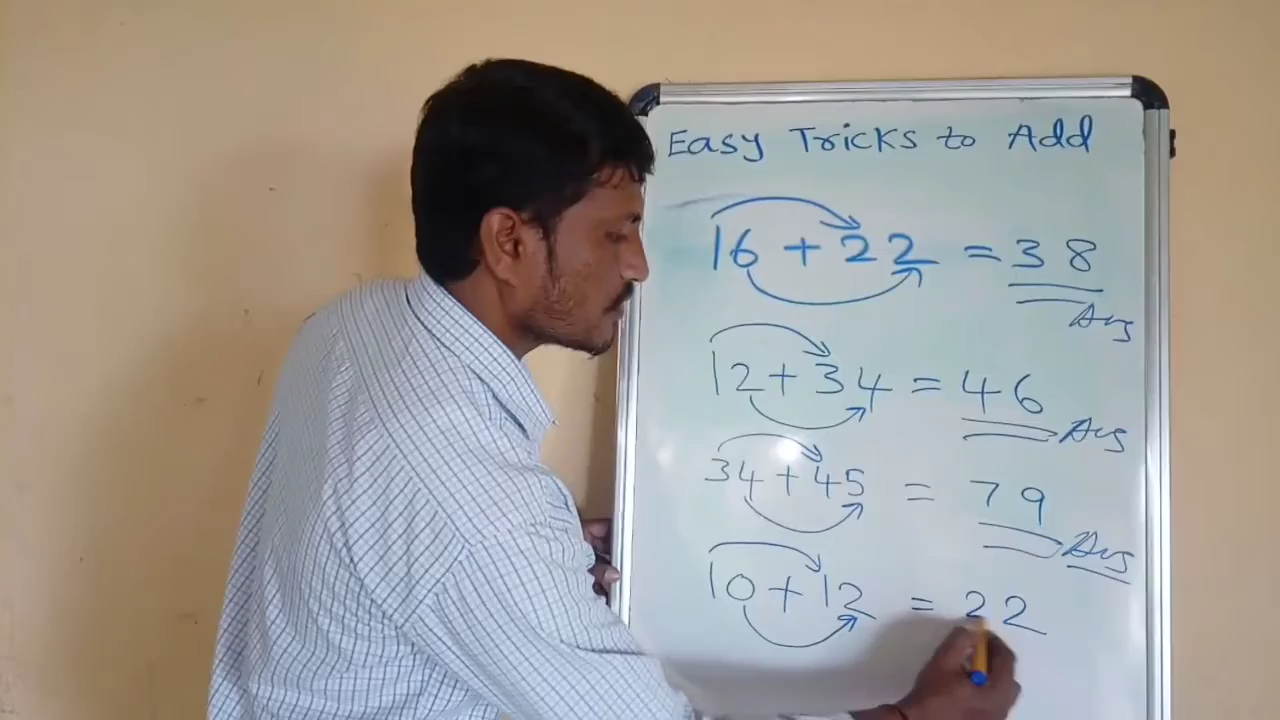 Easy Tricks to Add
16 + 22 = 38
Ans
12 + 34 = 46 Ans
34 + 45 = 79
Ans
10 + 12 = 22